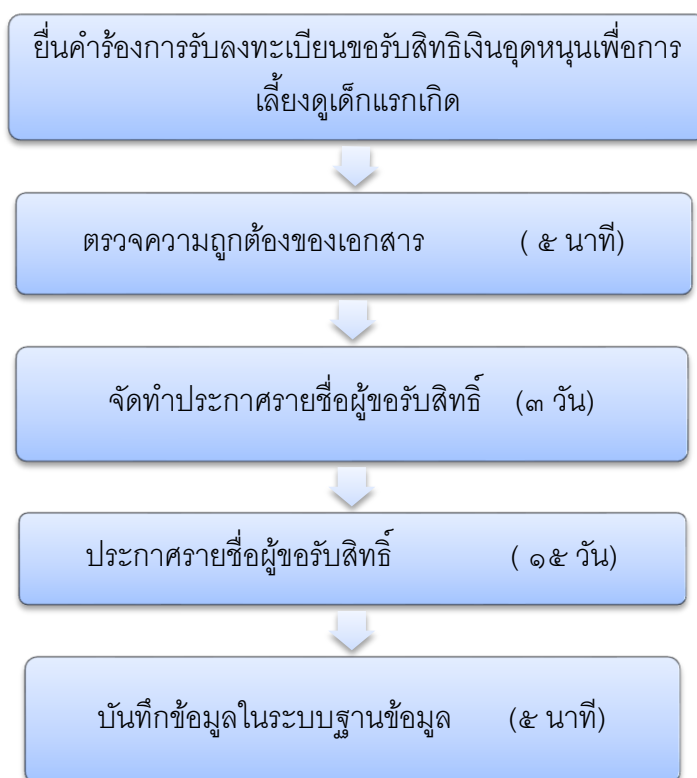 ยื่นคำร้องการรับลงทะเบียนขอรับสิทธิเงินอุดหนุนเพื่อการ
เลี้ยงดูเด็กแรกเกิด
ตรวจความถูกต้องของเอกสาร ( ๕ นาที)
จัดทำประกาศรายชื่อผู้ขอรับสิทธิ์ (๓ วัน)
ประกาศรายชื่อผู้ขอรับสิทธิ์ ( ๑๕ วัน)
บันทึกข้อมูลในระบบฐานข้อมูล (๕ นาที)